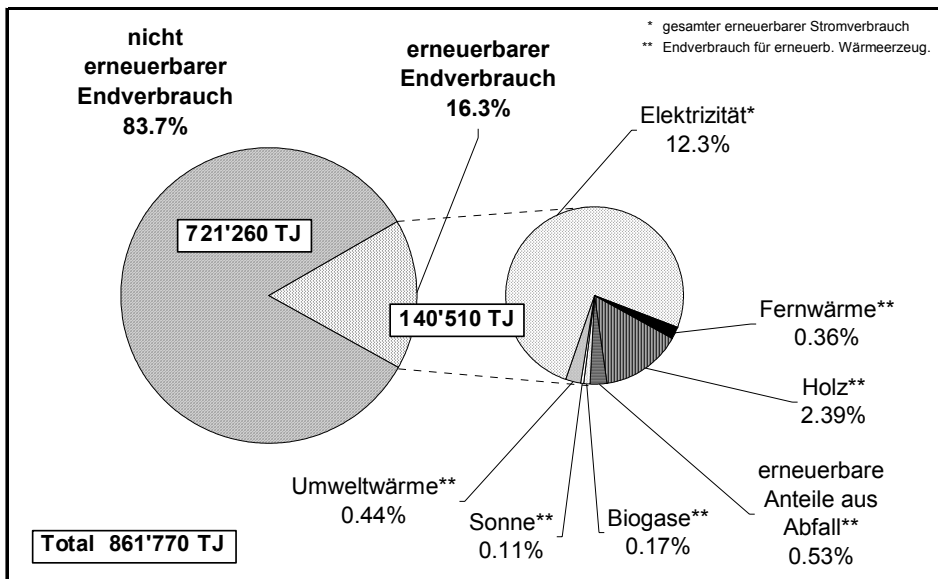 nicht
erneuerbarer
Endverbrauch
83.7%
erneuerbarer
Endverbrauch
16.3%
* gesamter erneuerbarer Stromverbrauch
** Endverbrauch für erneuerb. Wärmeerzeug.
Elektrizität*
12.3%
721'260 TJ
140'510 TJ
Fernwärme**
0.36%
Holz**
2.39%
erneuerbare
Anteile aus
Abfall**
0.53%
Biogase**
0.17%
Sonne**
0.11%
Umweltwärme**
0.44%
Total 861'770 TJ